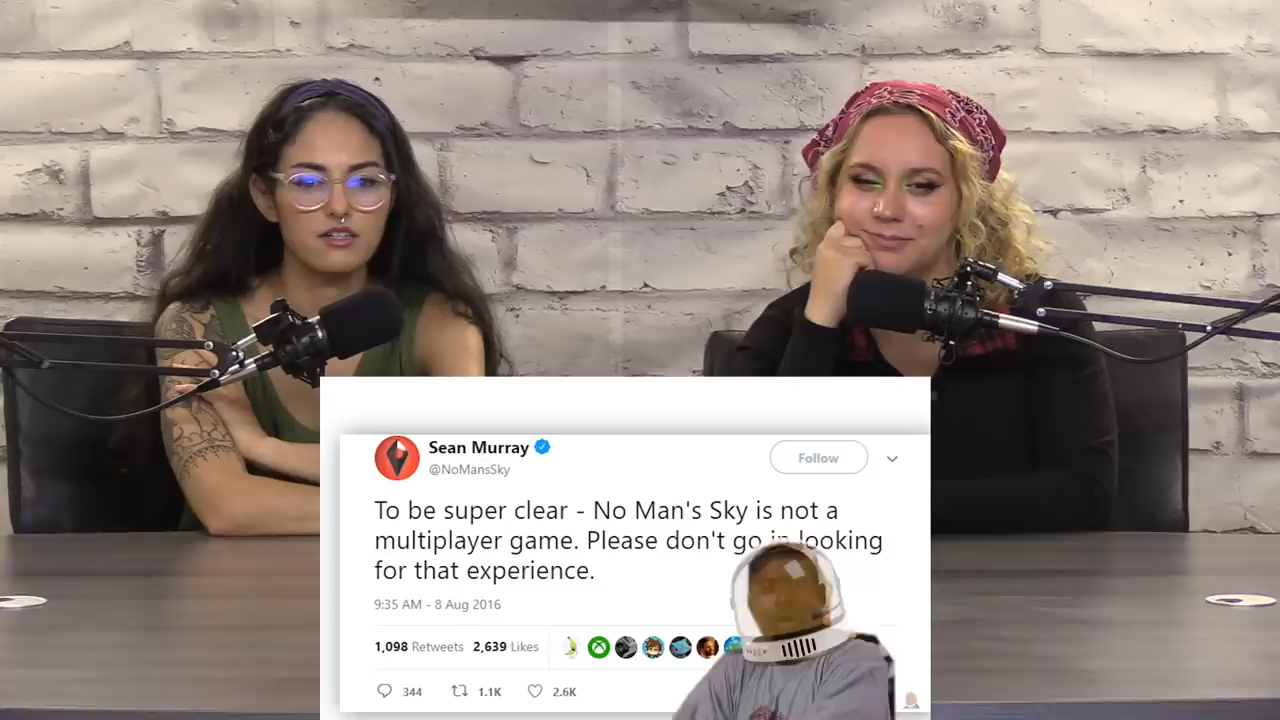 Sean Murray
@NoMansSky
Follow
To be super clear - No Man's Sky is not a
multiplayer game. Please don't go in looking
for that experience.
9:35 AM - 8 Aug 2016
1,098 Retweets 2,639 Likes
344 1.1K 2.6K